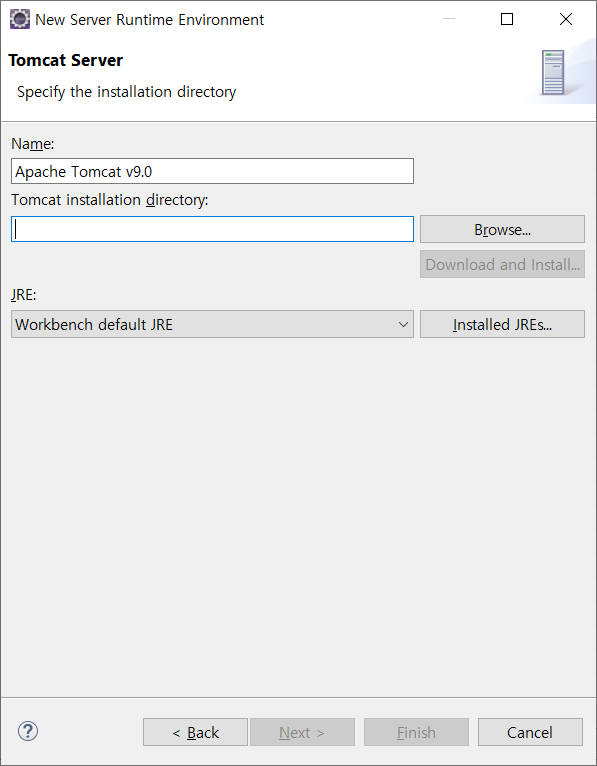 New Server Runtime Environment
Tomcat Server
Specify the installation directory
Name:
Apache Tomcat v9.0
Tomcat installation directory:
Browse...
Download and Install...
JRE:
Workbench default JRE
Installed JREs...
?
< Back
Next >
Finish
Cancel